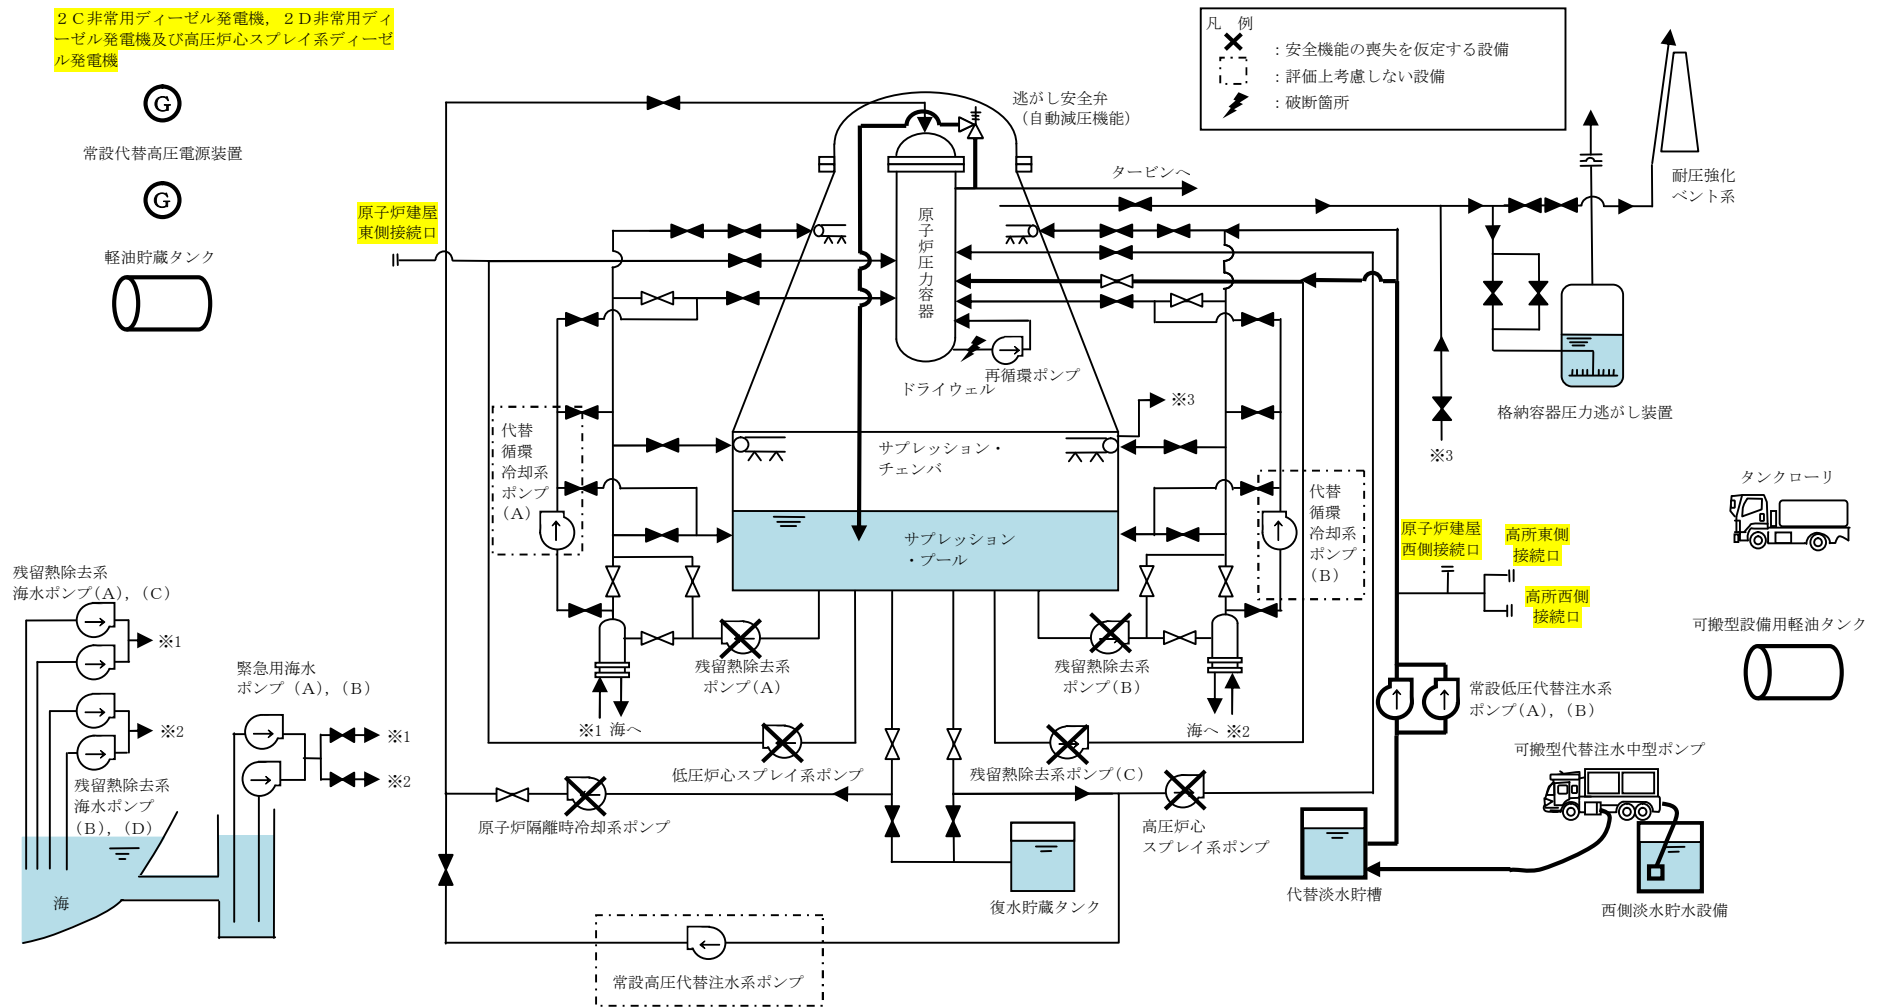 ２Ｃ非常用ディーゼル発電機，２Ｄ非常用ディ
ーゼル発電機及び高圧炉心スプレイ系ディーゼ
ル発電機
G
常設代替高圧電源装置
G
軽油貯蔵タンク
原子炉建屋
東側接続口
凡　例
：安全機能の喪失を仮定する設備
：評価上考慮しない設備
：破断箇所
逃がし安全弁
（自動減圧機能）
タービンへ
耐圧強化
ベント系
原子炉圧力容器
再循環ポンプ
ドライウェル
※3
格納容器圧力逃がし装置
※3
代替
循環
冷却系
ポンプ
（A）
サプレッション・
チェンバ
サプレッション
・プール
代替
循環
冷却系
ポンプ
（B）
タンクローリ
原子炉建屋
西側接続口
高所東側
接続口
高所西側
接続口
可搬型設備用軽油タンク
残留熱除去系
海水ポンプ(A)，(C)
※1
※2
残留熱除去系
海水ポンプ
(B)，(D)
緊急用海水
ポンプ（A），（B）
※1
※2
海
残留熱除去系
ポンプ(A)
残留熱除去系
ポンプ(B)
※1 海へ
海へ ※2
常設低圧代替注水系
ポンプ(A)，（B）
可搬型代替注水中型ポンプ
低圧炉心スプレイ系ポンプ
残留熱除去系ポンプ(C)
原子炉隔離時冷却系ポンプ
高圧炉心
スプレイ系ポンプ
復水貯蔵タンク
代替淡水貯槽
西側淡水貯水設備
常設高圧代替注水系ポンプ